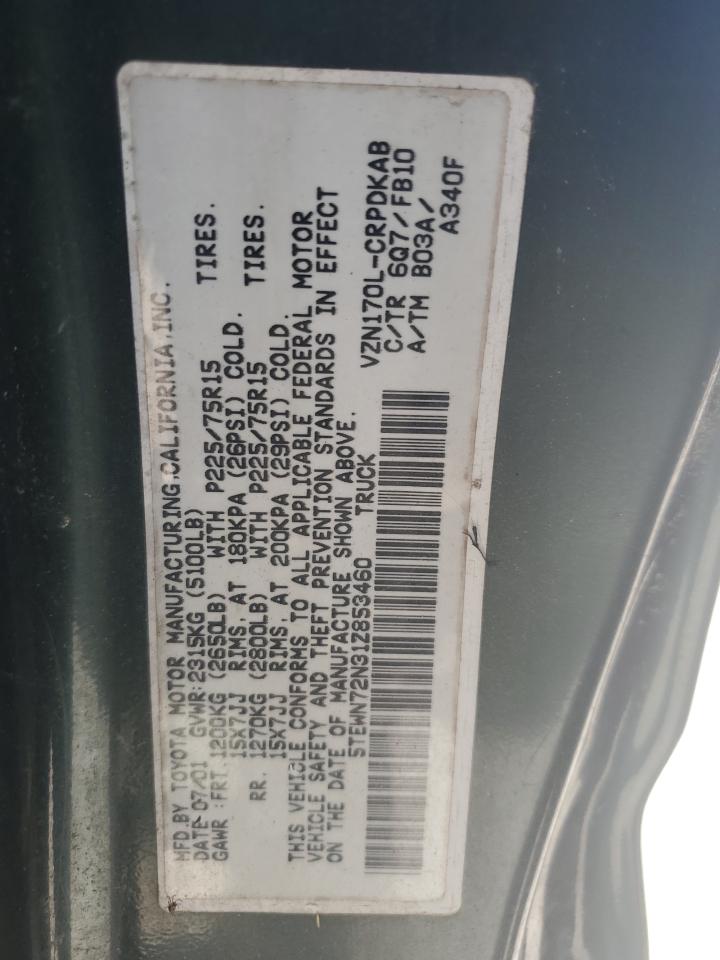 MFD.BY TOYOTA MOTOR MANUFACTURING,CALIFORNIA,INC.
DATE 07/01 GVWR:2315KG (5100LB)
GAWR :FRT.1200KG (2650LB) WITH P225/75R15 TIRES.
15X7JJ RIMS, AT 180KPA (26PSI) COLD.
RR. 1270KG (2800LB) WITH P225/75R15 TIRES.
15X7JJ RIMS, AT 200KPA (29PSI) COLD.
THIS VEHICLE CONFORMS TO ALL APPLICABLE FEDERAL MOTOR
VEHICLE SAFETY AND THEFT PREVENTION STANDARDS IN EFFECT
ON THE DATE OF MANUFACTURE SHOWN ABOVE.
5TEWN72N31Z853460 TRUCK
VZN170L-CRPDKAB
C/TR 6Q7/FB10
A/TM B03A/
A340F